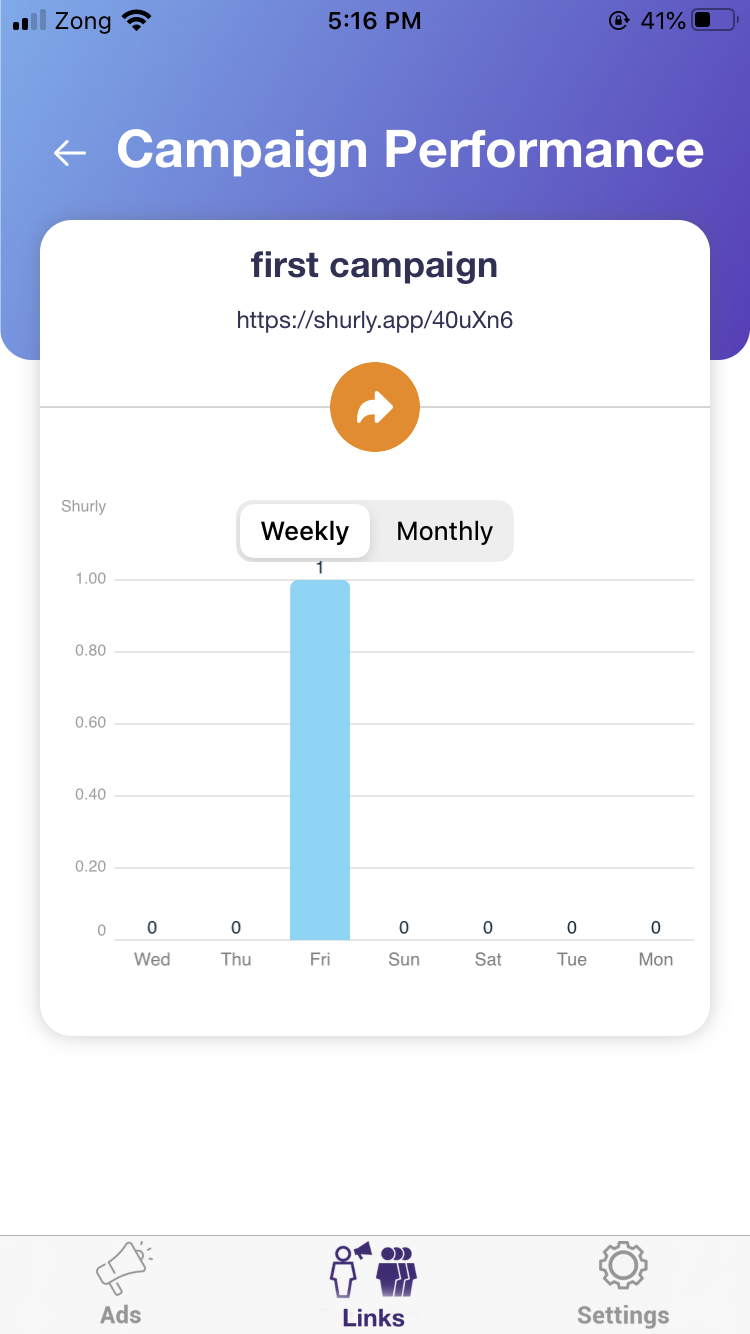 Zong 5:16 PM 41%
Campaign Performance
first campaign
https://shurly.app/40uXn6
Shurly
Weekly Monthly
1
1.00
0.80
0.60
0.40
0.20
0 0 0 0 0 0 0
Wed Thu Fri Sun Sat Tue Mon
Ads Links Settings